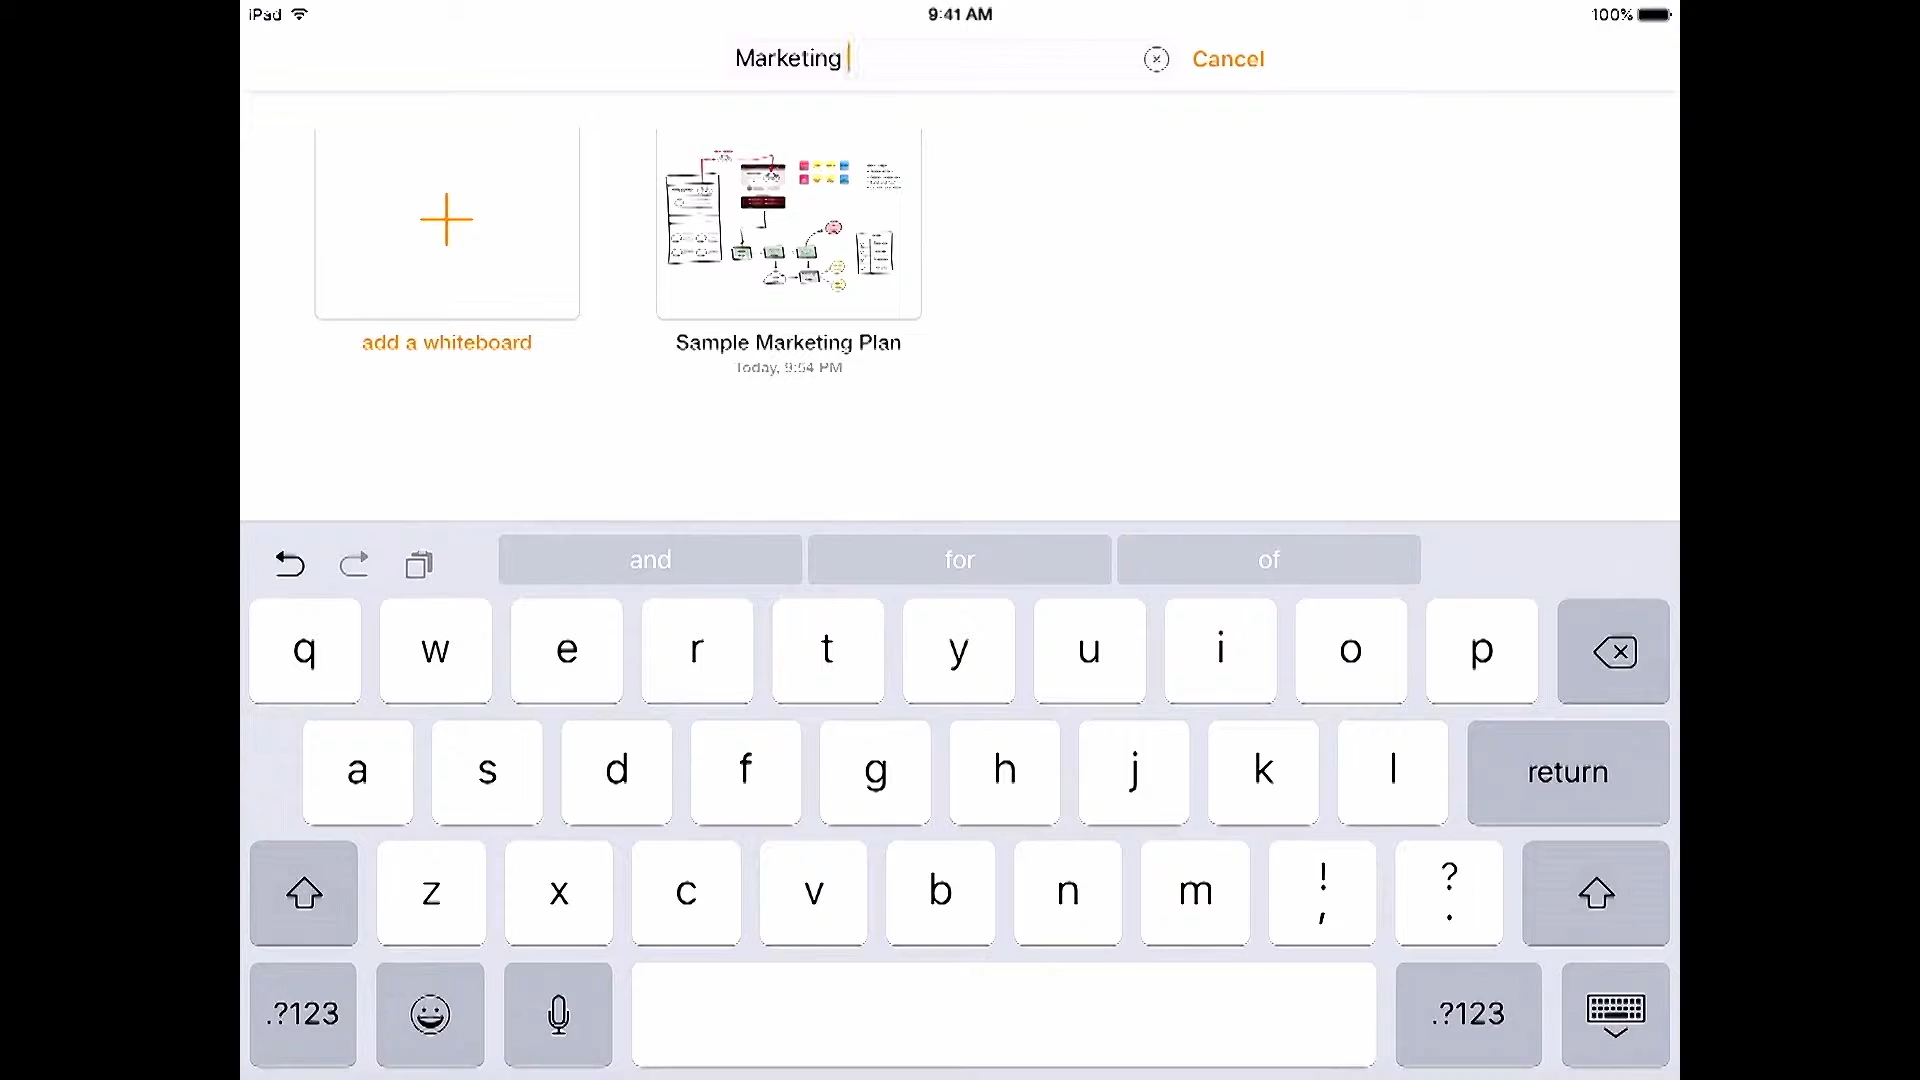 iPad
9:41 AM
100%
Marketing
Cancel
add a whiteboard
Sample Marketing Plan
Today, 9:54 PM
and
for
of
q w e r t y u i o p
a s d f g h j k l
return
z x c v b n m ! , ? .
.?123
.?123